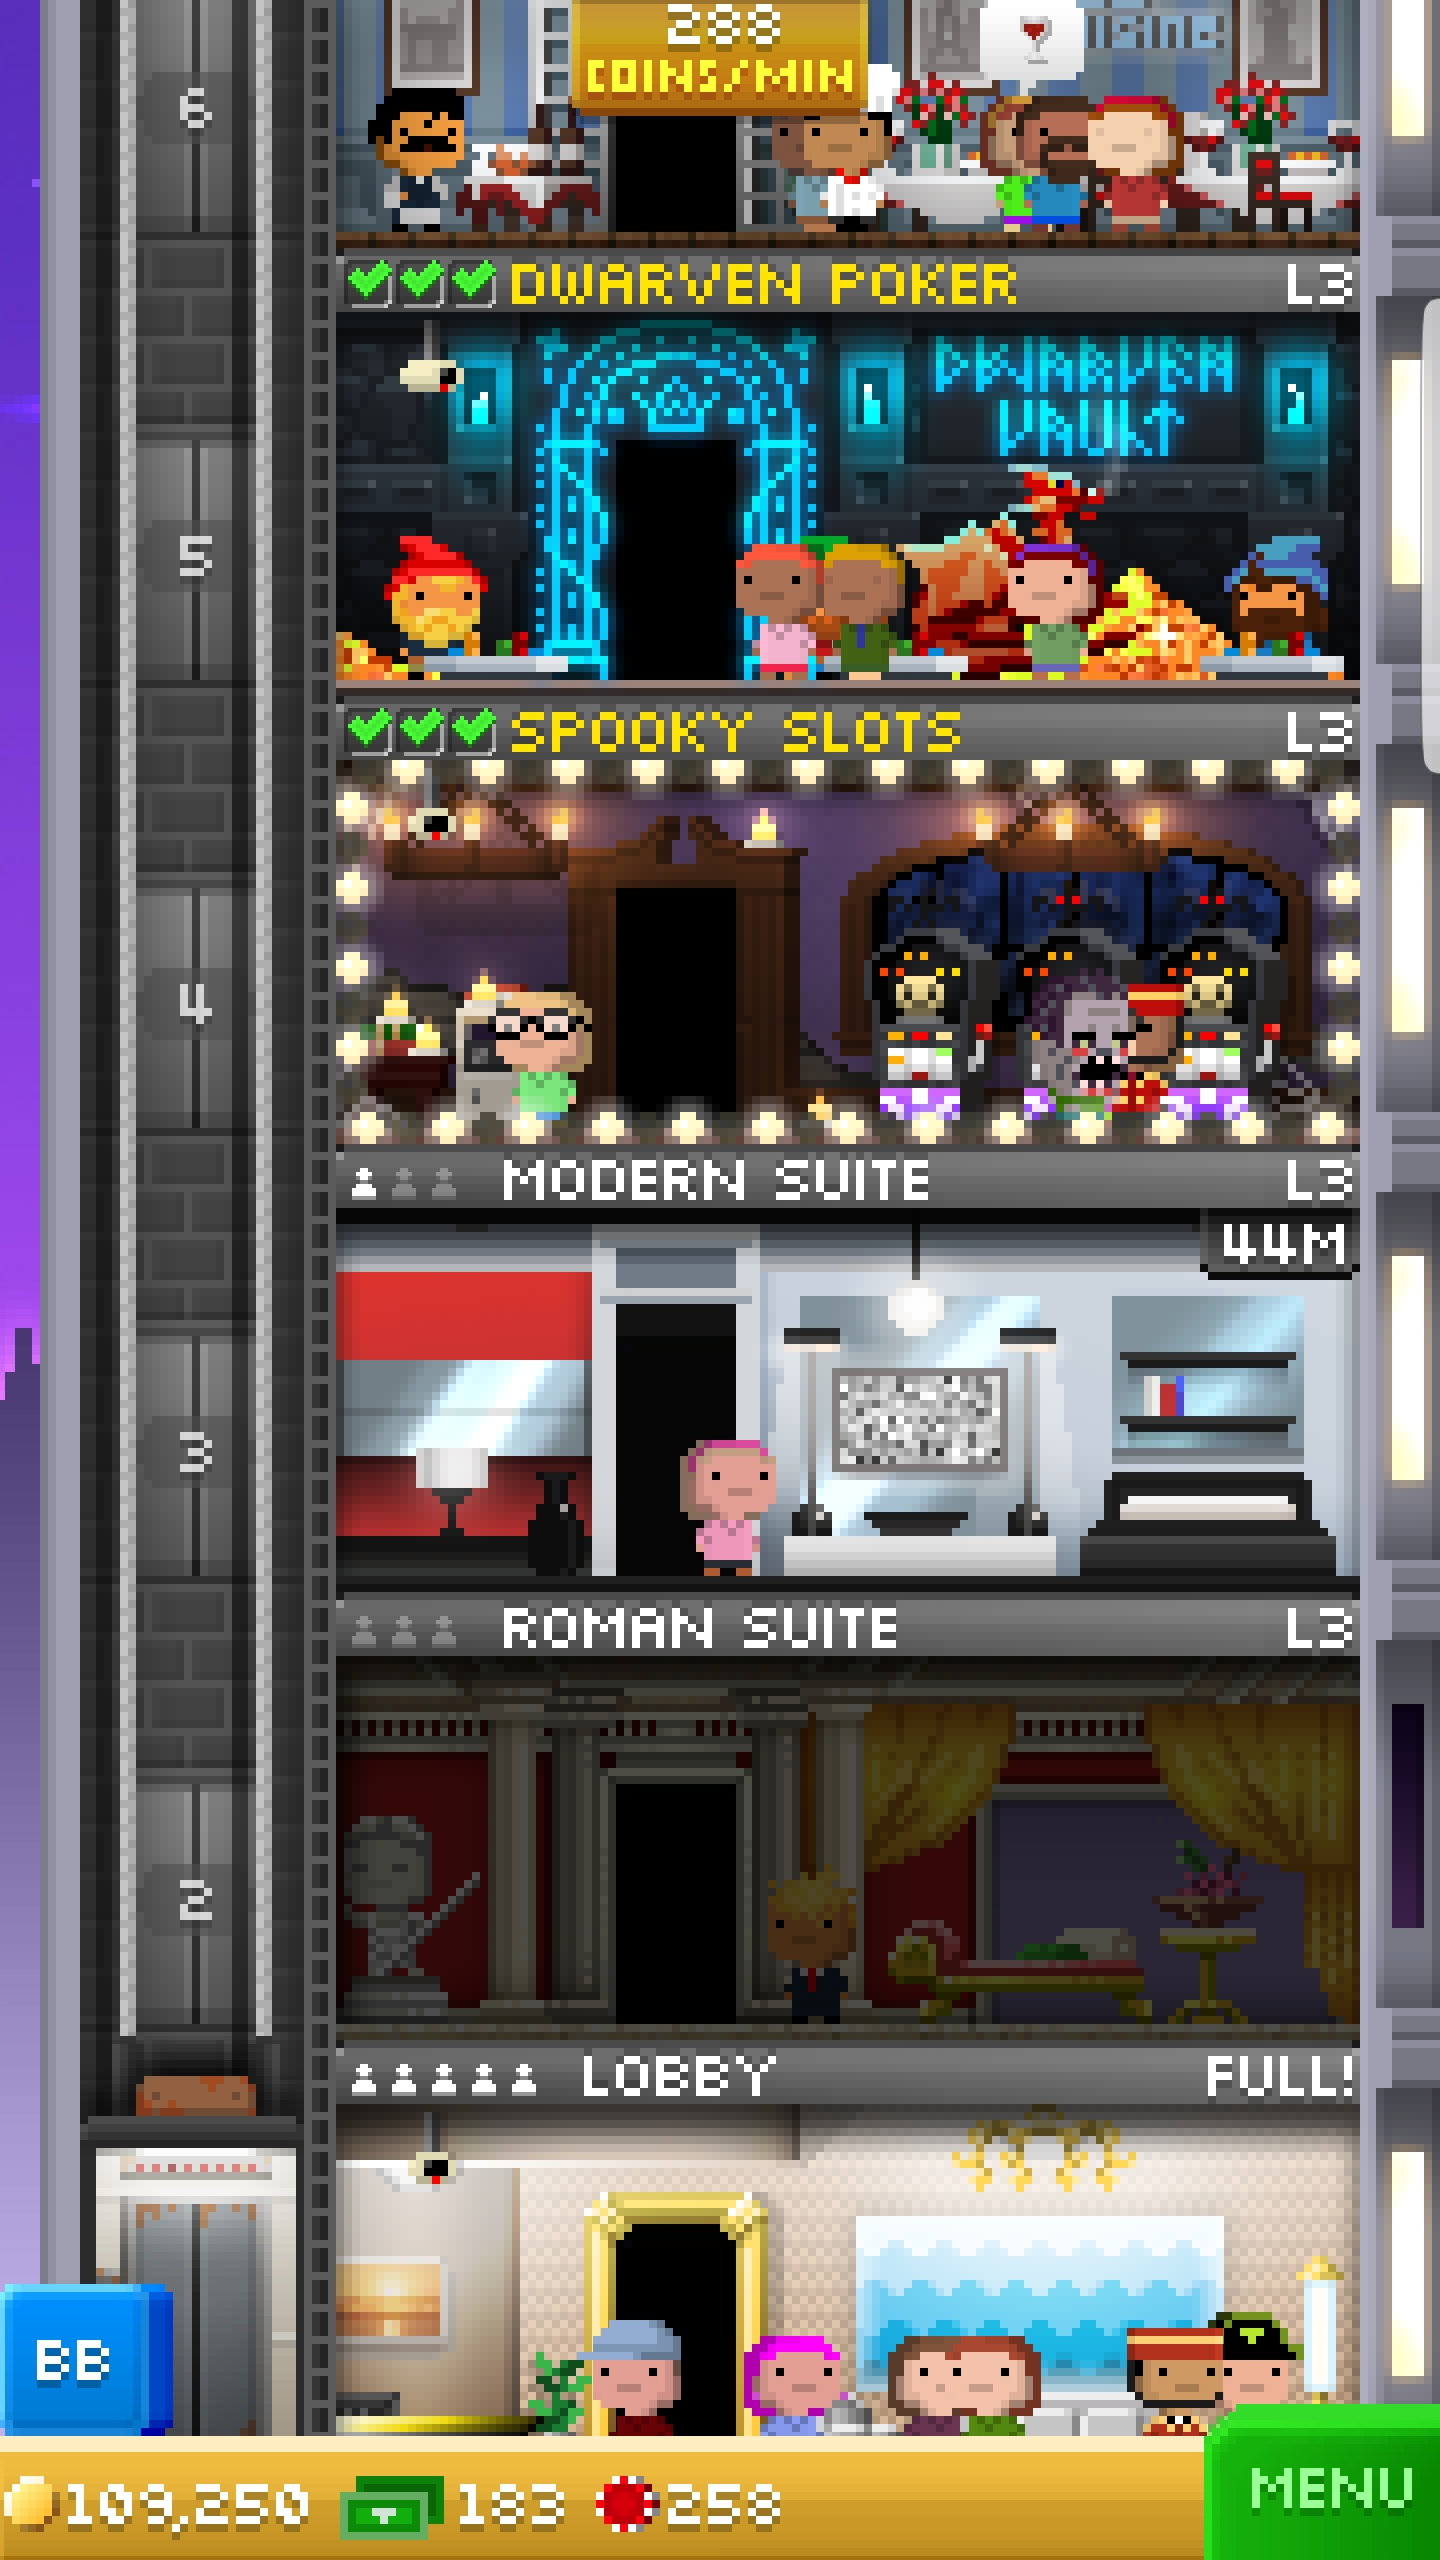 288
COINS/MIN
6
DWARVEN POKER
L3
DWARVEN
VAULT
5
SPOOKY SLOTS
L3
4
MODERN SUITE
L3
44M
3
ROMAN SUITE
L3
2
LOBBY
FULL!
BB
109,250
183
258
MENU